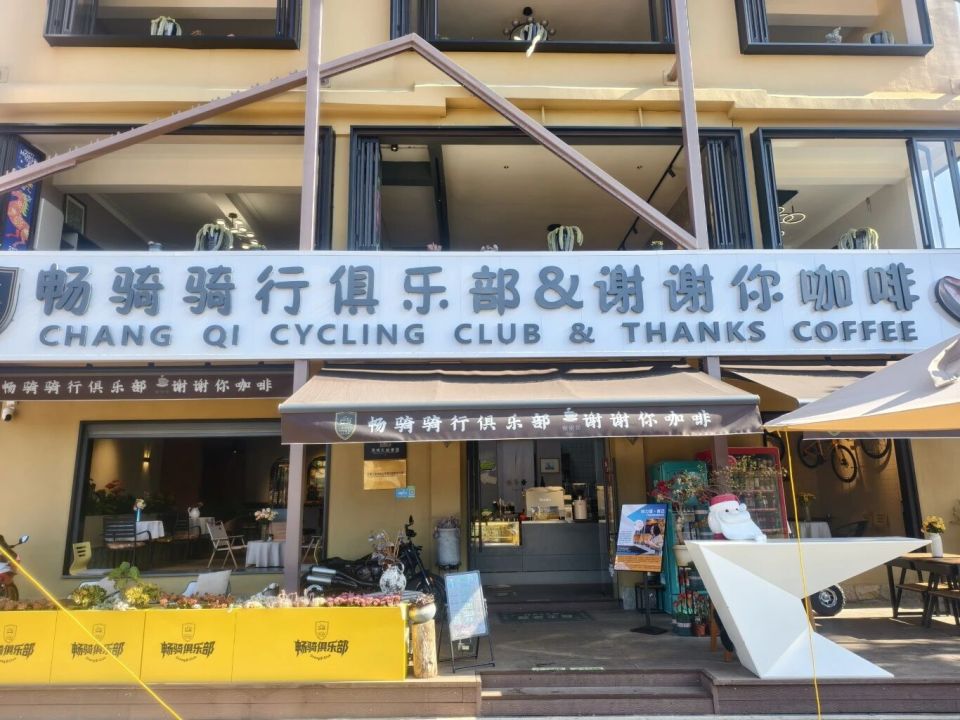 畅骑骑行俱乐部&谢谢你咖啡
CHANG QI CYCLING CLUB & THANKS COFFEE
畅骑骑行俱乐部 谢谢你咖啡
畅骑骑行俱乐部 谢谢你咖啡
畅骑俱乐部
畅骑俱乐部
畅骑俱乐部
畅骑俱乐部